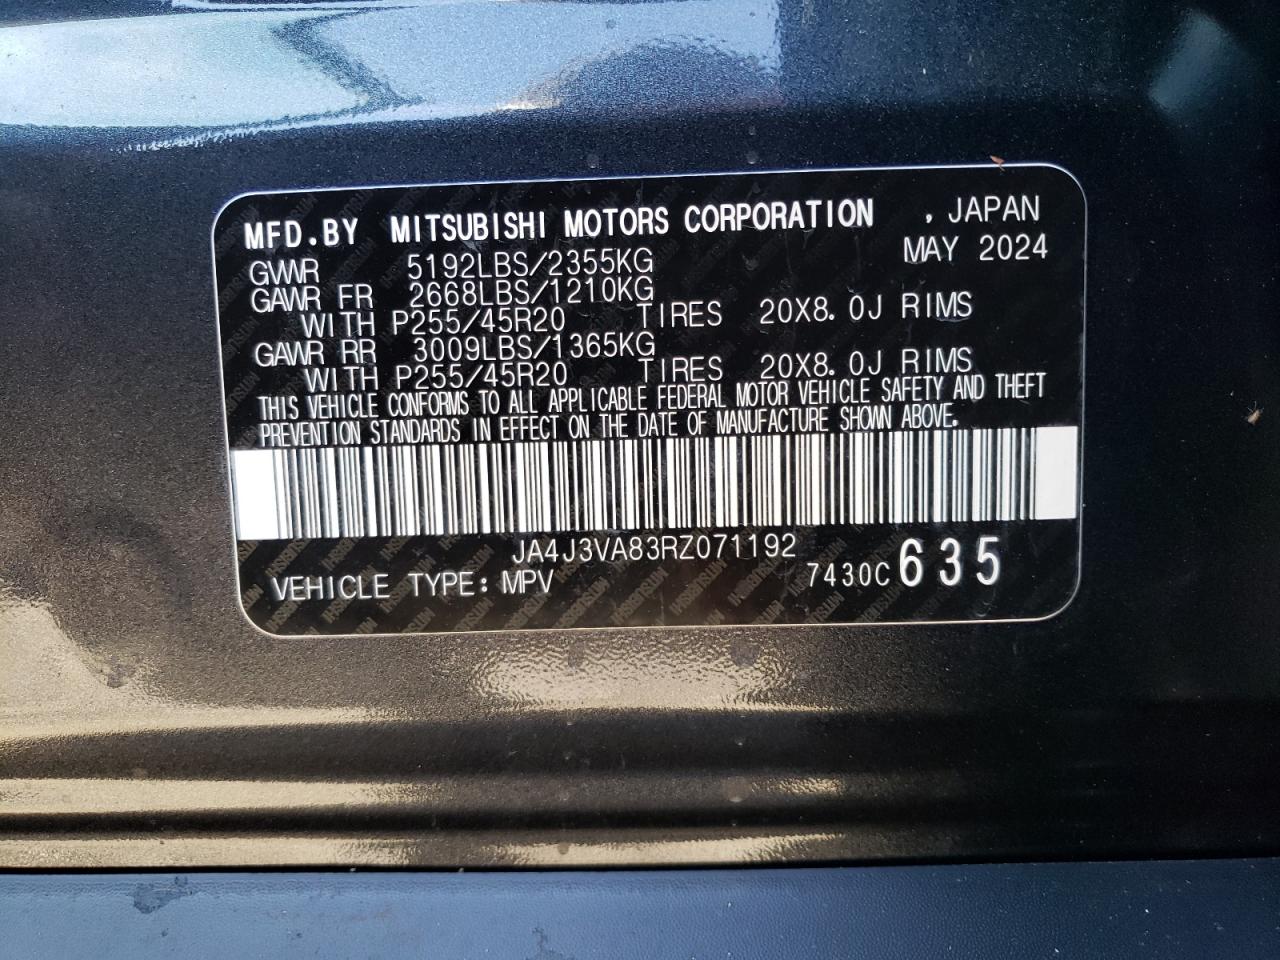 MFD.BY MITSUBISHI MOTORS CORPORATION , JAPAN
GVWR 5192LBS/2355KG MAY 2024
GAWR FR 2668LBS/1210KG
WITH P255/45R20 TIRES 20X8.0J RIMS
GAWR RR 3009LBS/1365KG
WITH P255/45R20 TIRES 20X8.0J RIMS
THIS VEHICLE CONFORMS TO ALL APPLICABLE FEDERAL MOTOR VEHICLE SAFETY AND THEFT
PREVENTION STANDARDS IN EFFECT ON THE DATE OF MANUFACTURE SHOWN ABOVE.
JA4J3VA83RZ071192
VEHICLE TYPE: MPV 7430C 635